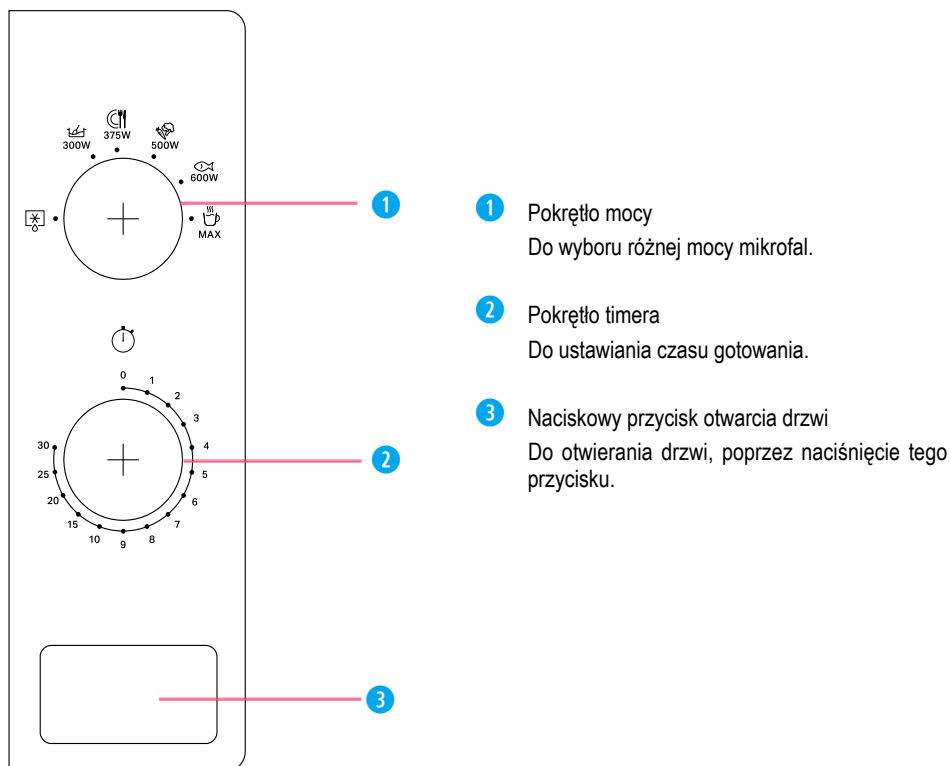 375W
300W
500W
600W
MAX
1
1 Pokrętło mocy
Do wyboru różnej mocy mikrofal.
2 Pokrętło timera
Do ustawiania czasu gotowania.
0
1
2
3
4
5
6
7
8
9
10
15
20
25
30
2
3 Naciskowy przycisk otwarcia drzwi
Do otwierania drzwi, poprzez naciśnięcie tego
przycisku.
3